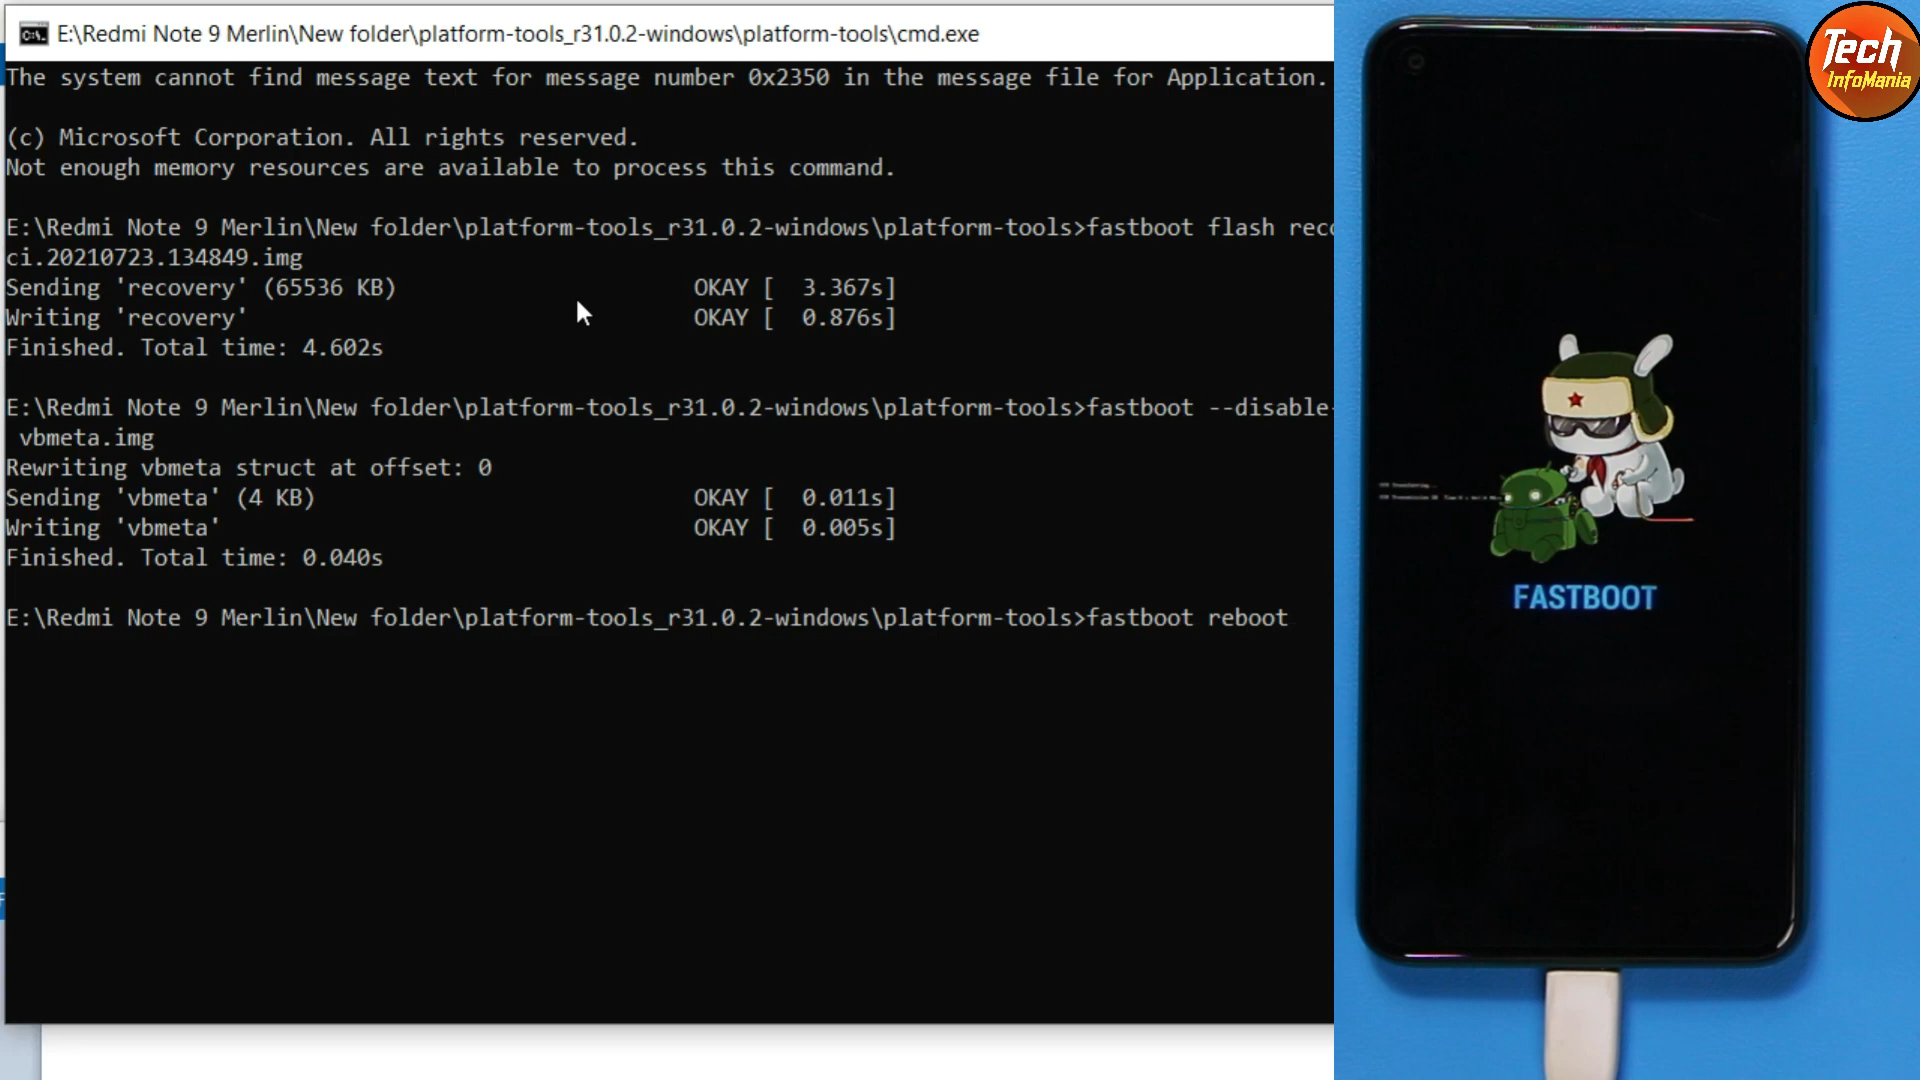 E:\Redmi Note 9 Merlin\New folder\platform-tools_r31.0.2-windows\platform-tools\cmd.exe
The system cannot find message text for message number 0x2350 in the message file for Application.
(c) Microsoft Corporation. All rights reserved.
Not enough memory resources are available to process this command.
E:\Redmi Note 9 Merlin\New folder\platform-tools_r31.0.2-windows\platform-tools>fastboot flash rec
ci.20210723.134849.img
Sending 'recovery' (65536 KB) OKAY [ 3.367s]
Writing 'recovery' OKAY [ 0.876s]
Finished. Total time: 4.602s
E:\Redmi Note 9 Merlin\New folder\platform-tools_r31.0.2-windows\platform-tools>fastboot --disable-
vbmeta.img
Rewriting vbmeta struct at offset: 0
Sending 'vbmeta' (4 KB) OKAY [ 0.011s]
Writing 'vbmeta' OKAY [ 0.005s]
Finished. Total time: 0.040s
E:\Redmi Note 9 Merlin\New folder\platform-tools_r31.0.2-windows\platform-tools>fastboot reboot
Tech
InfoMania
FASTBOOT